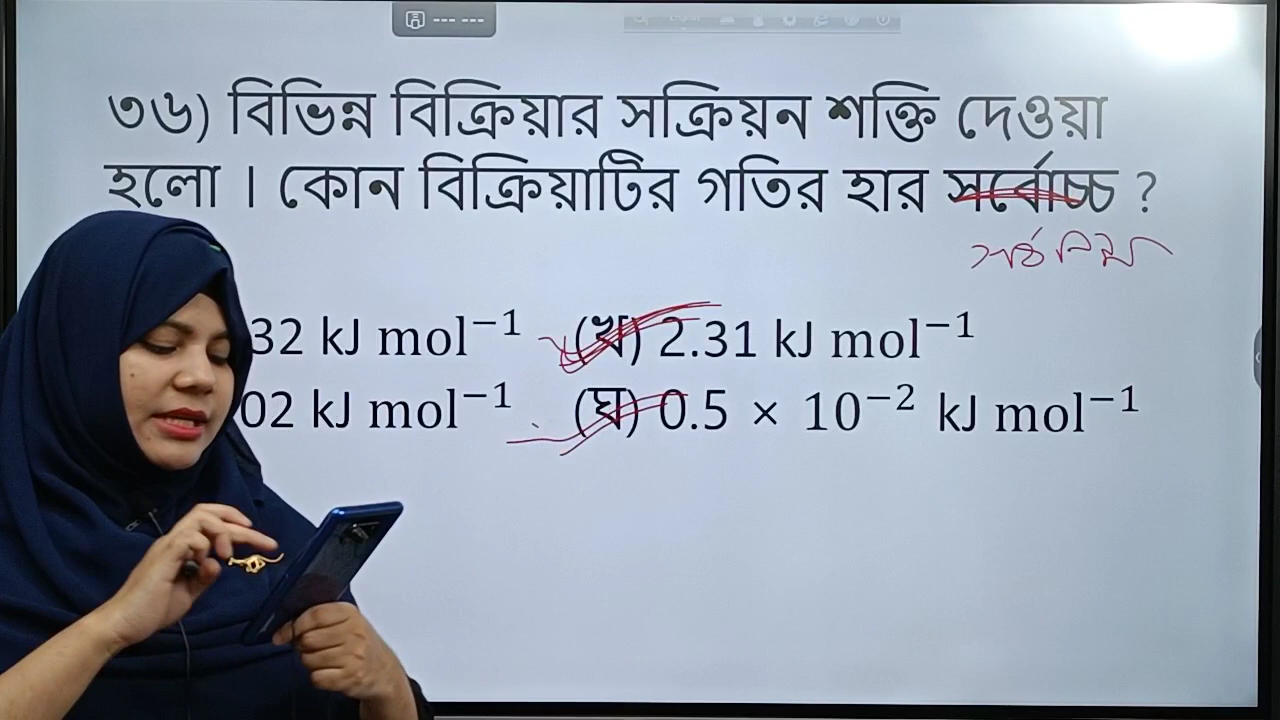 ৩৬) বিভিন্ন বিক্রিয়ার সক্রিয়ন শক্তি দেওয়া
হলো । কোন বিক্রিয়াটির গতির হার সর্বোচ্চ ?
সর্বনিম্ন
32 kJ mol⁻¹ (খ) 2.31 kJ mol⁻¹
02 kJ mol⁻¹ (ঘ) 0.5 × 10⁻² kJ mol⁻¹